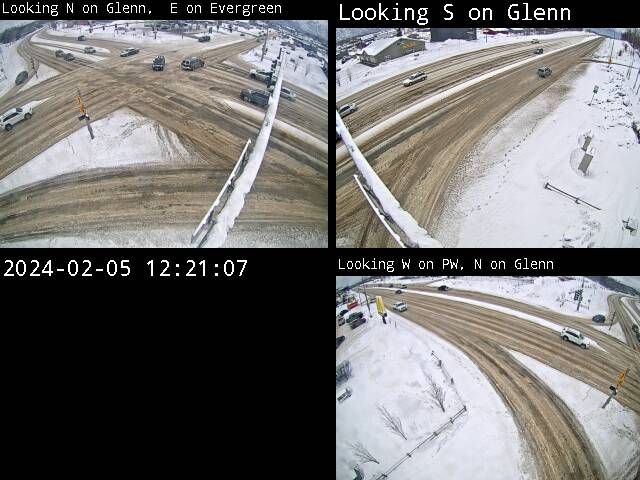 Looking N on Glenn, E on Evergreen
Looking S on Glenn
2024-02-05 12:21:07
Looking W on PW, N on Glenn